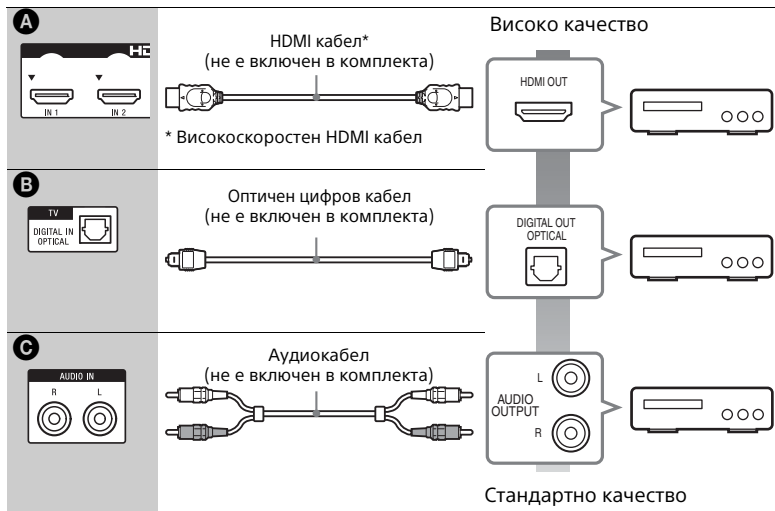 A
HD
IN 1
IN 2
HDMI кабел*
(не е включен в комплекта)
* Високоскоростен HDMI кабел
Високо качество
HDMI OUT
B
TV
DIGITAL IN
OPTICAL
Оптичен цифров кабел
(не е включен в комплекта)
DIGITAL OUT
OPTICAL
C
AUDIO IN
R
L
Аудиокабел
(не е включен в комплекта)
L
AUDIO
OUTPUT
R
Стандартно качество